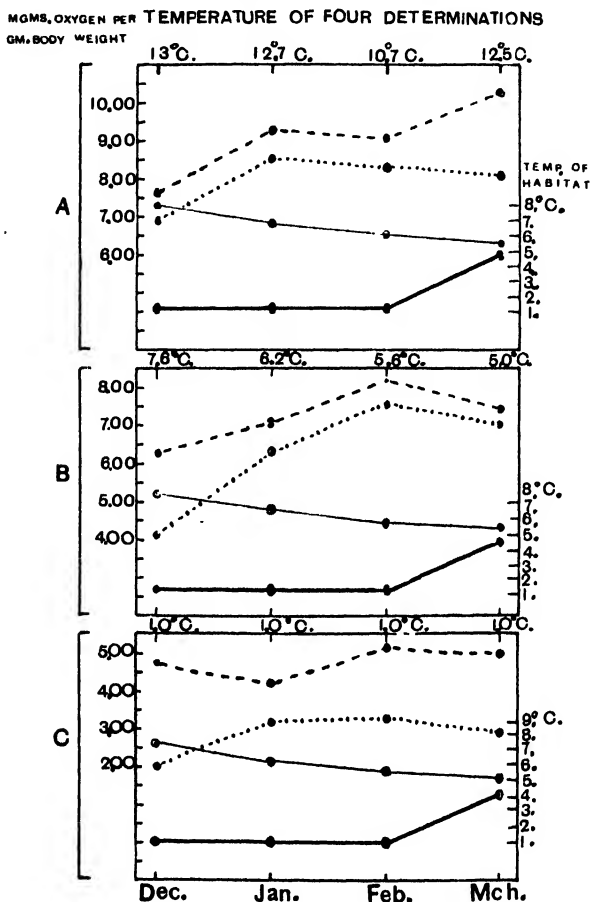 MGMS. OXYGEN PER GM. BODY WEIGHT
TEMPERATURE OF FOUR DETERMINATIONS
13°C. 12°,7 C. 10°,7 C. 12°,5 C.
A
10,00
9,00
8,00
7,00
6,00
TEMP. OF
HABITAT
8,°C.
7.
6.
5.
4.
3.
2.
1.
7,6°C. 6,2°C. 5,6°C. 5,0°C.
B
8,00
7,00
6,00
5,00
4,00
8,°C.
7.
6.
5.
4.
3.
2.
1.
1,0°C. 1,0°C. 1,0°C. 1,0°C.
C
5,00
4,00
3,00
2,00
9°C.
8.
7.
6.
5.
4.
3.
2.
1.
Dec. Jan. Feb. Mch.